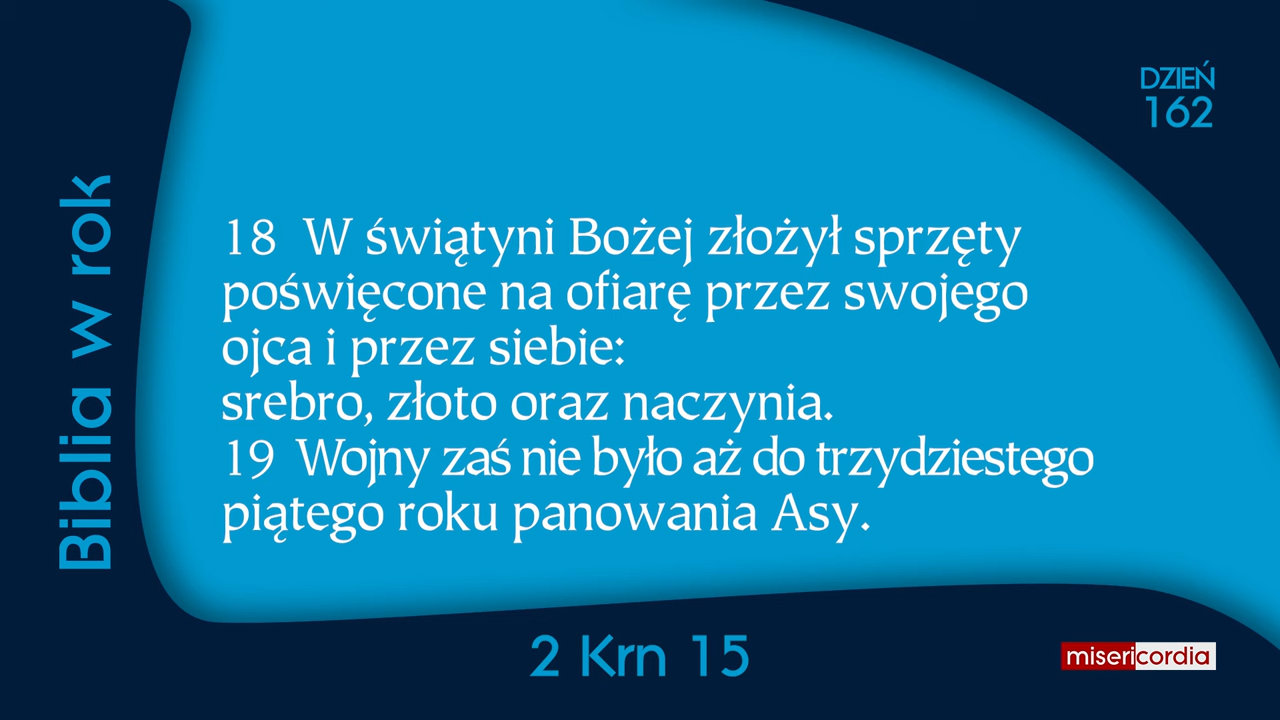 DZIEŃ
162
Biblia w rok
18 W świątyni Bożej złożył sprzęty
poświęcone na ofiarę przez swojego
ojca i przez siebie:
srebro, złoto oraz naczynia.
19 Wojny zaś nie było aż do trzydziestego
piątego roku panowania Asy.
2 Krn 15
misericordia